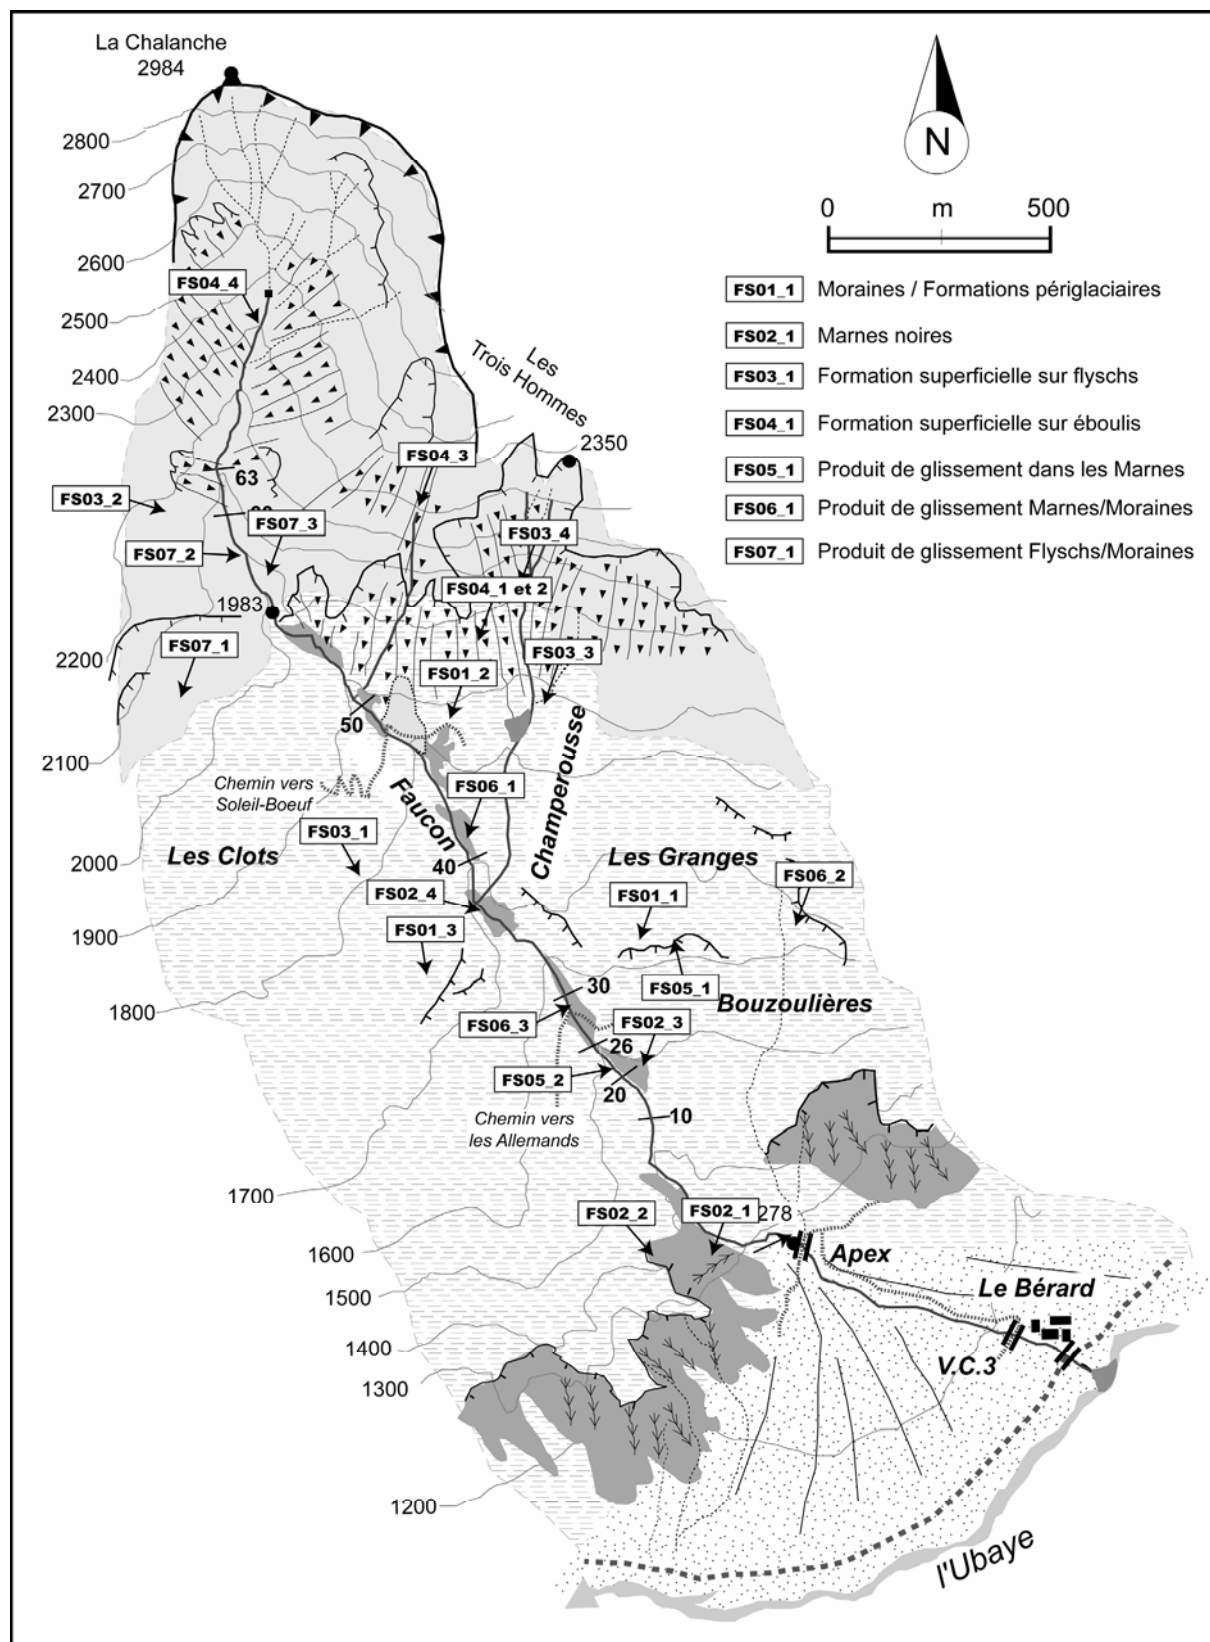 La Chalanche
2984
2800
2700
2600
2500
2400
2300
N
0 m 500
FS01_1 Moraines / Formations périglaciaires
FS02_1 Marnes noires
FS03_1 Formation superficielle sur flyschs
FS04_1 Formation superficielle sur éboulis
FS05_1 Produit de glissement dans les Marnes
FS06_1 Produit de glissement Marnes/Moraines
FS07_1 Produit de glissement Flyschs/Moraines
FS04_4
Les
Trois Hommes
2350
FS04_3
63
FS03_2
FS07_3
FS07_2
FS03_4
FS04_1 et 2
1983
FS07_1
FS03_3
2200
FS01_2
50
2100
Chemin vers
Soleil-Boeuf
Faucon
FS06_1
Champerousse
FS03_1
Les Clots
40
Les Granges
2000
FS02_4
FS01_1
FS06_2
1900
FS01_3
FS05_1
30
Bouzoulières
1800
FS06_3
FS02_3
26
FS05_2
20
10
Chemin vers
les Allemands
1700
FS02_2
FS02_1
278
1600
Apex
1500
Le Bérard
1400
V.C.3
1300
1200
l'Ubaye